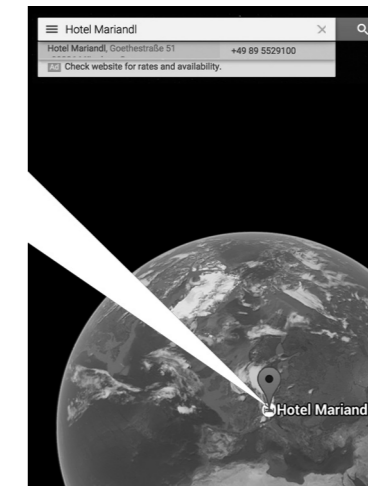 Hotel Mariandl
Hotel Mariandl, Goethestraße 51
+49 89 5529100
Ad Check website for rates and availability.
Hotel Mariand